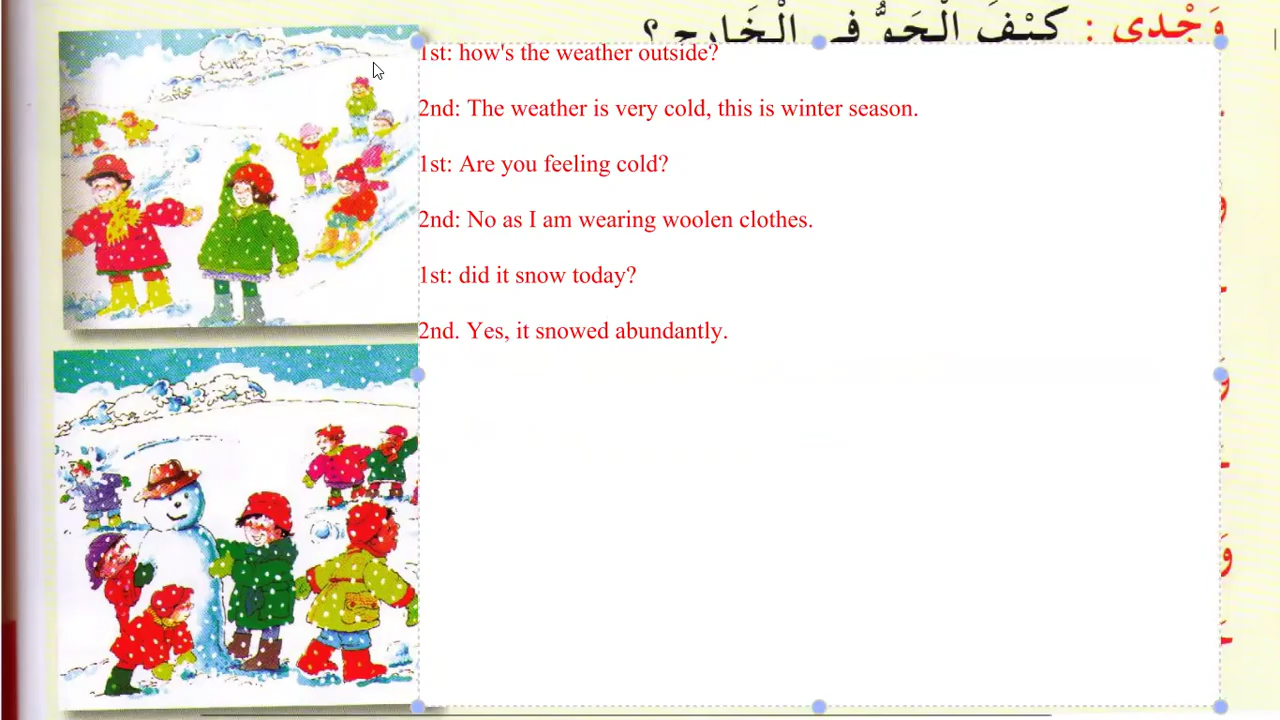 وَجْدِي : كَيْفَ الْجَوُّ فِي الْخَارِجِ؟
1st: how's the weather outside?
2nd: The weather is very cold, this is winter season.
1st: Are you feeling cold?
2nd: No as I am wearing woolen clothes.
1st: did it snow today?
2nd. Yes, it snowed abundantly.